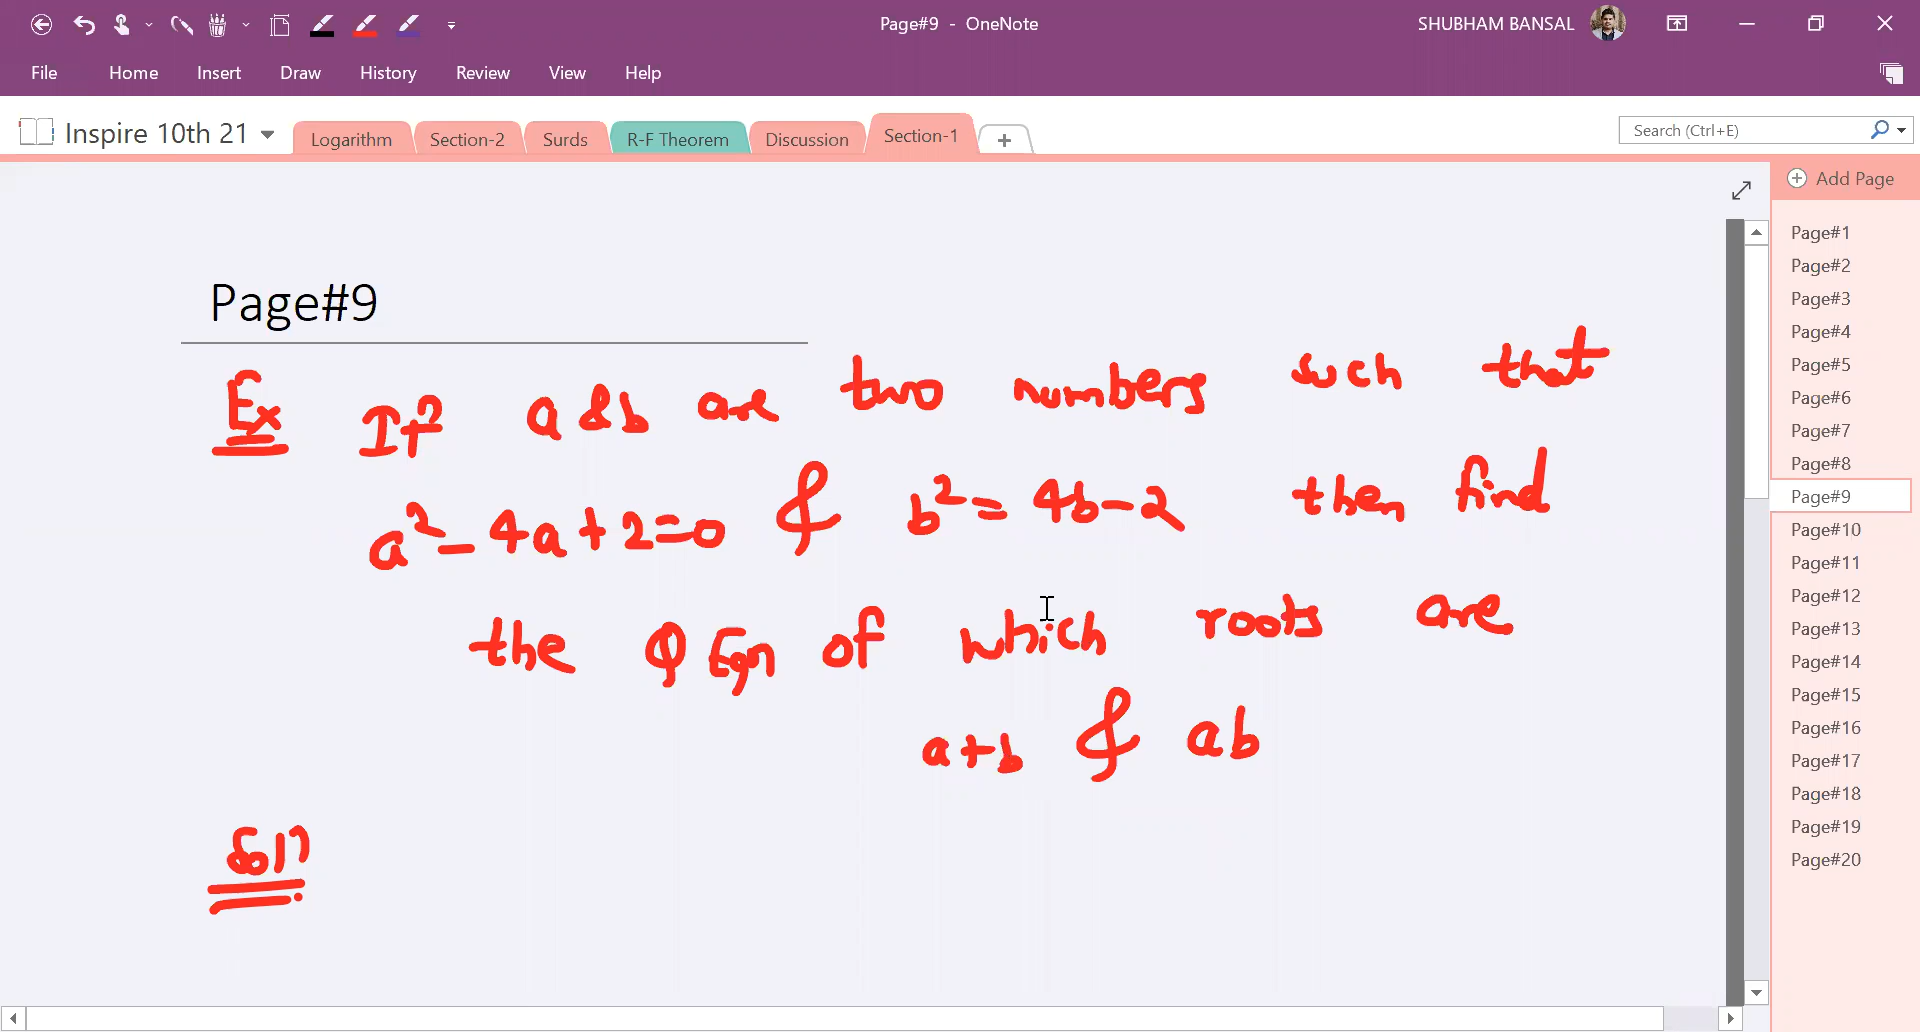 Page#9 - OneNote
SHUBHAM BANSAL
File Home Insert Draw History Review View Help
Inspire 10th 21
Logarithm Section-2 Surds R-F Theorem Discussion Section-1
Search (Ctrl+E)
Add Page
Page#9
Ex If a & b are two numbers such that
a² - 4a + 2 = 0 & b² = 4b - 2 then find
the Q Eqn of which roots are
a + b & ab
Soln
Page#1
Page#2
Page#3
Page#4
Page#5
Page#6
Page#7
Page#8
Page#9
Page#10
Page#11
Page#12
Page#13
Page#14
Page#15
Page#16
Page#17
Page#18
Page#19
Page#20